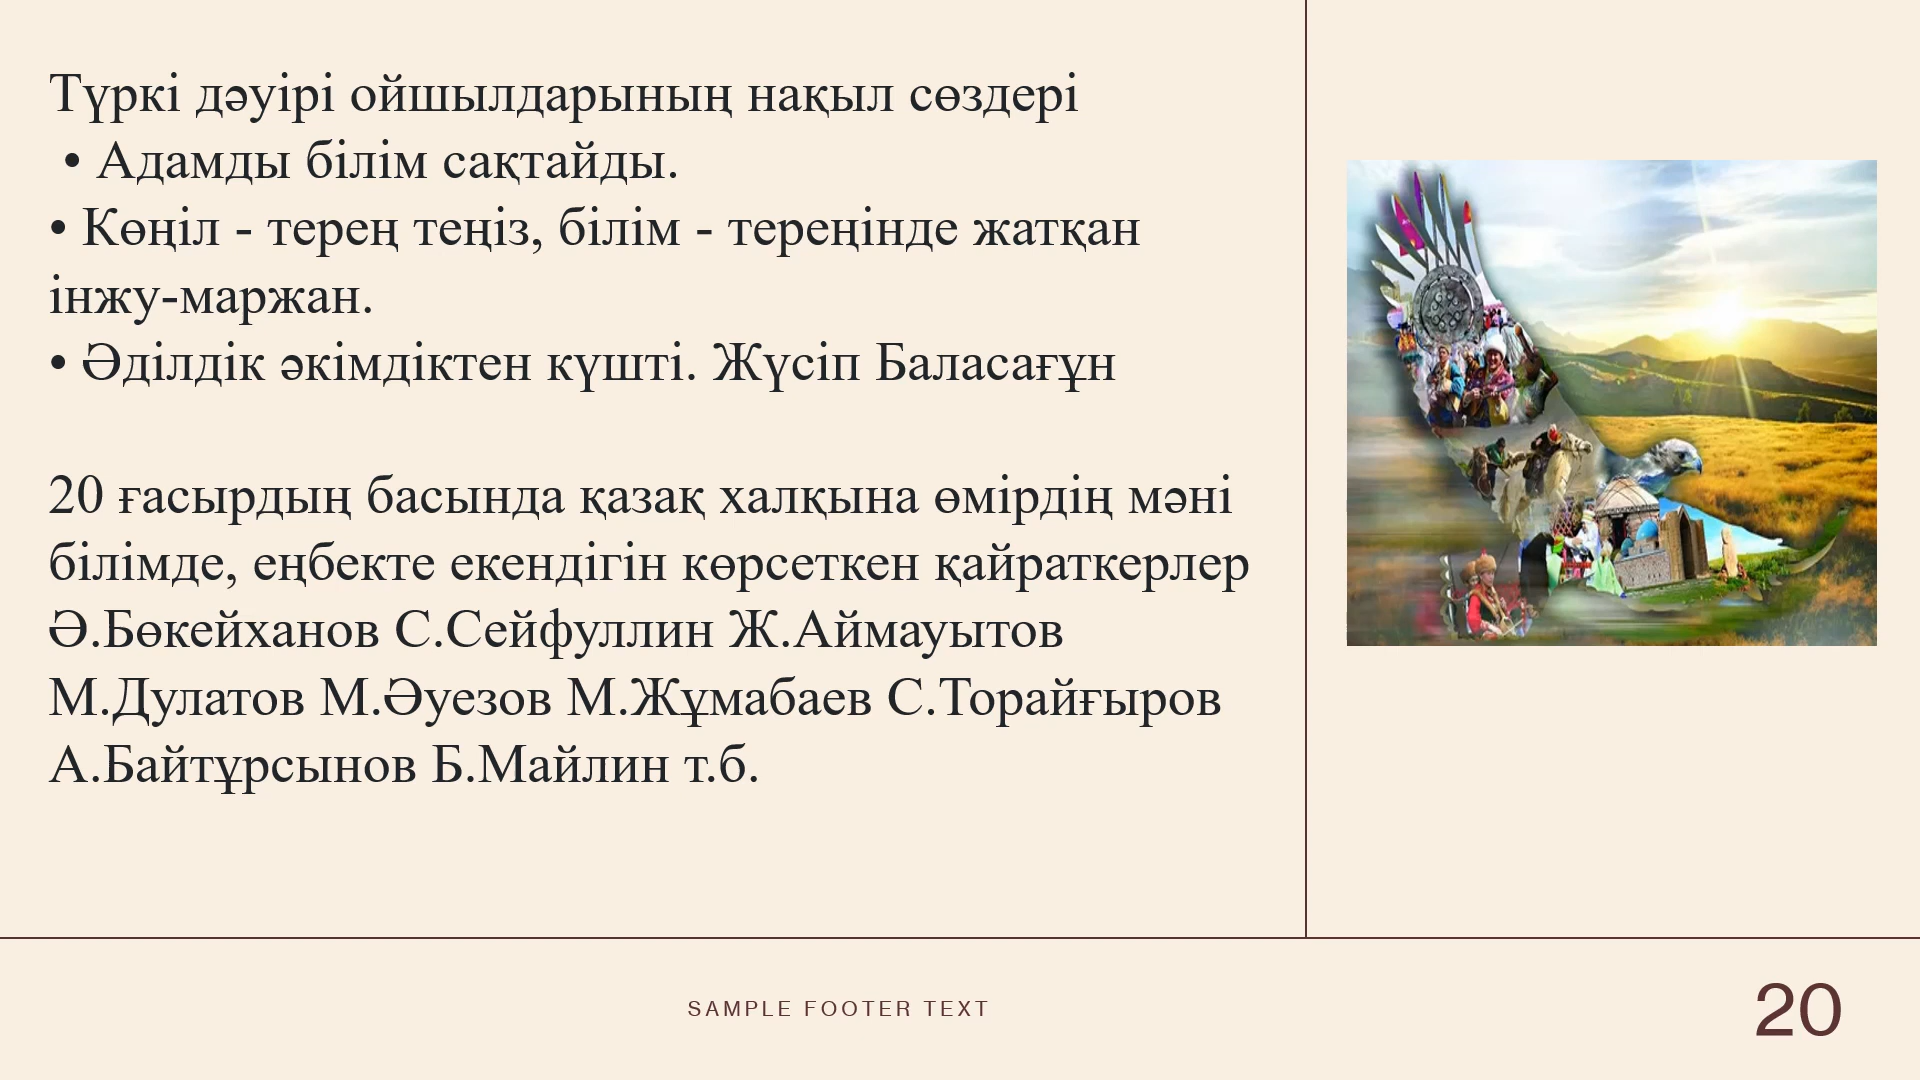 Түркі дәуірі ойшылдарының нақыл сөздері
• Адамды білім сақтайды.
• Көңіл - терең теңіз, білім - тереңінде жатқан
інжу-маржан.
• Әділдік әкімдіктен күшті. Жүсіп Баласағұн
20 ғасырдың басында қазақ халқына өмірдің мәні
білімде, еңбекте екендігін көрсеткен қайраткерлер
Ә.Бөкейханов С.Сейфуллин Ж.Аймауытов
М.Дулатов М.Әуезов М.Жұмабаев С.Торайғыров
А.Байтұрсынов Б.Майлин т.б.
SAMPLE FOOTER TEXT
20